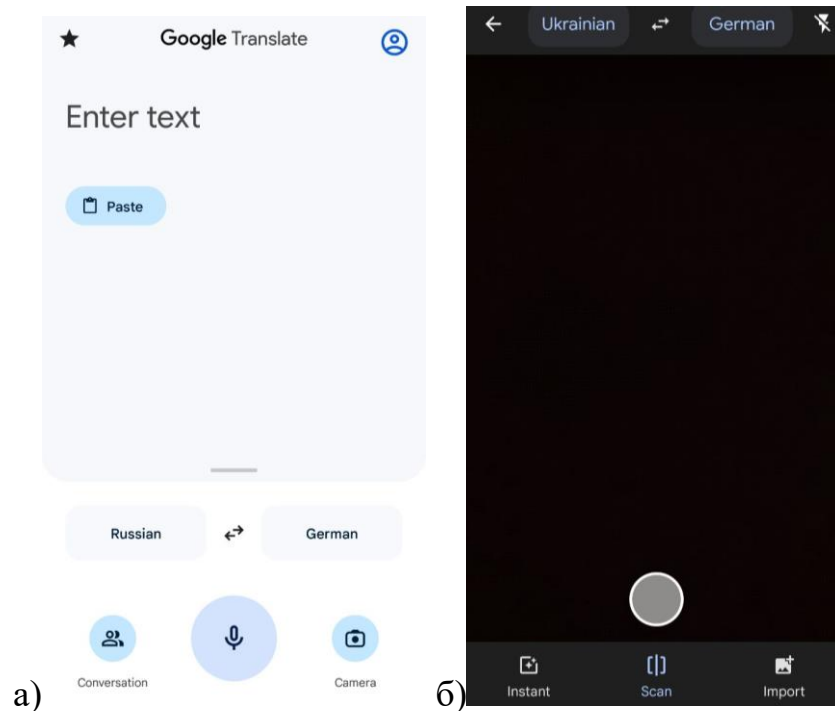 Google Translate
Enter text
Paste
Russian
German
Conversation
Camera
а)
Ukrainian
German
Instant
Scan
Import
б)